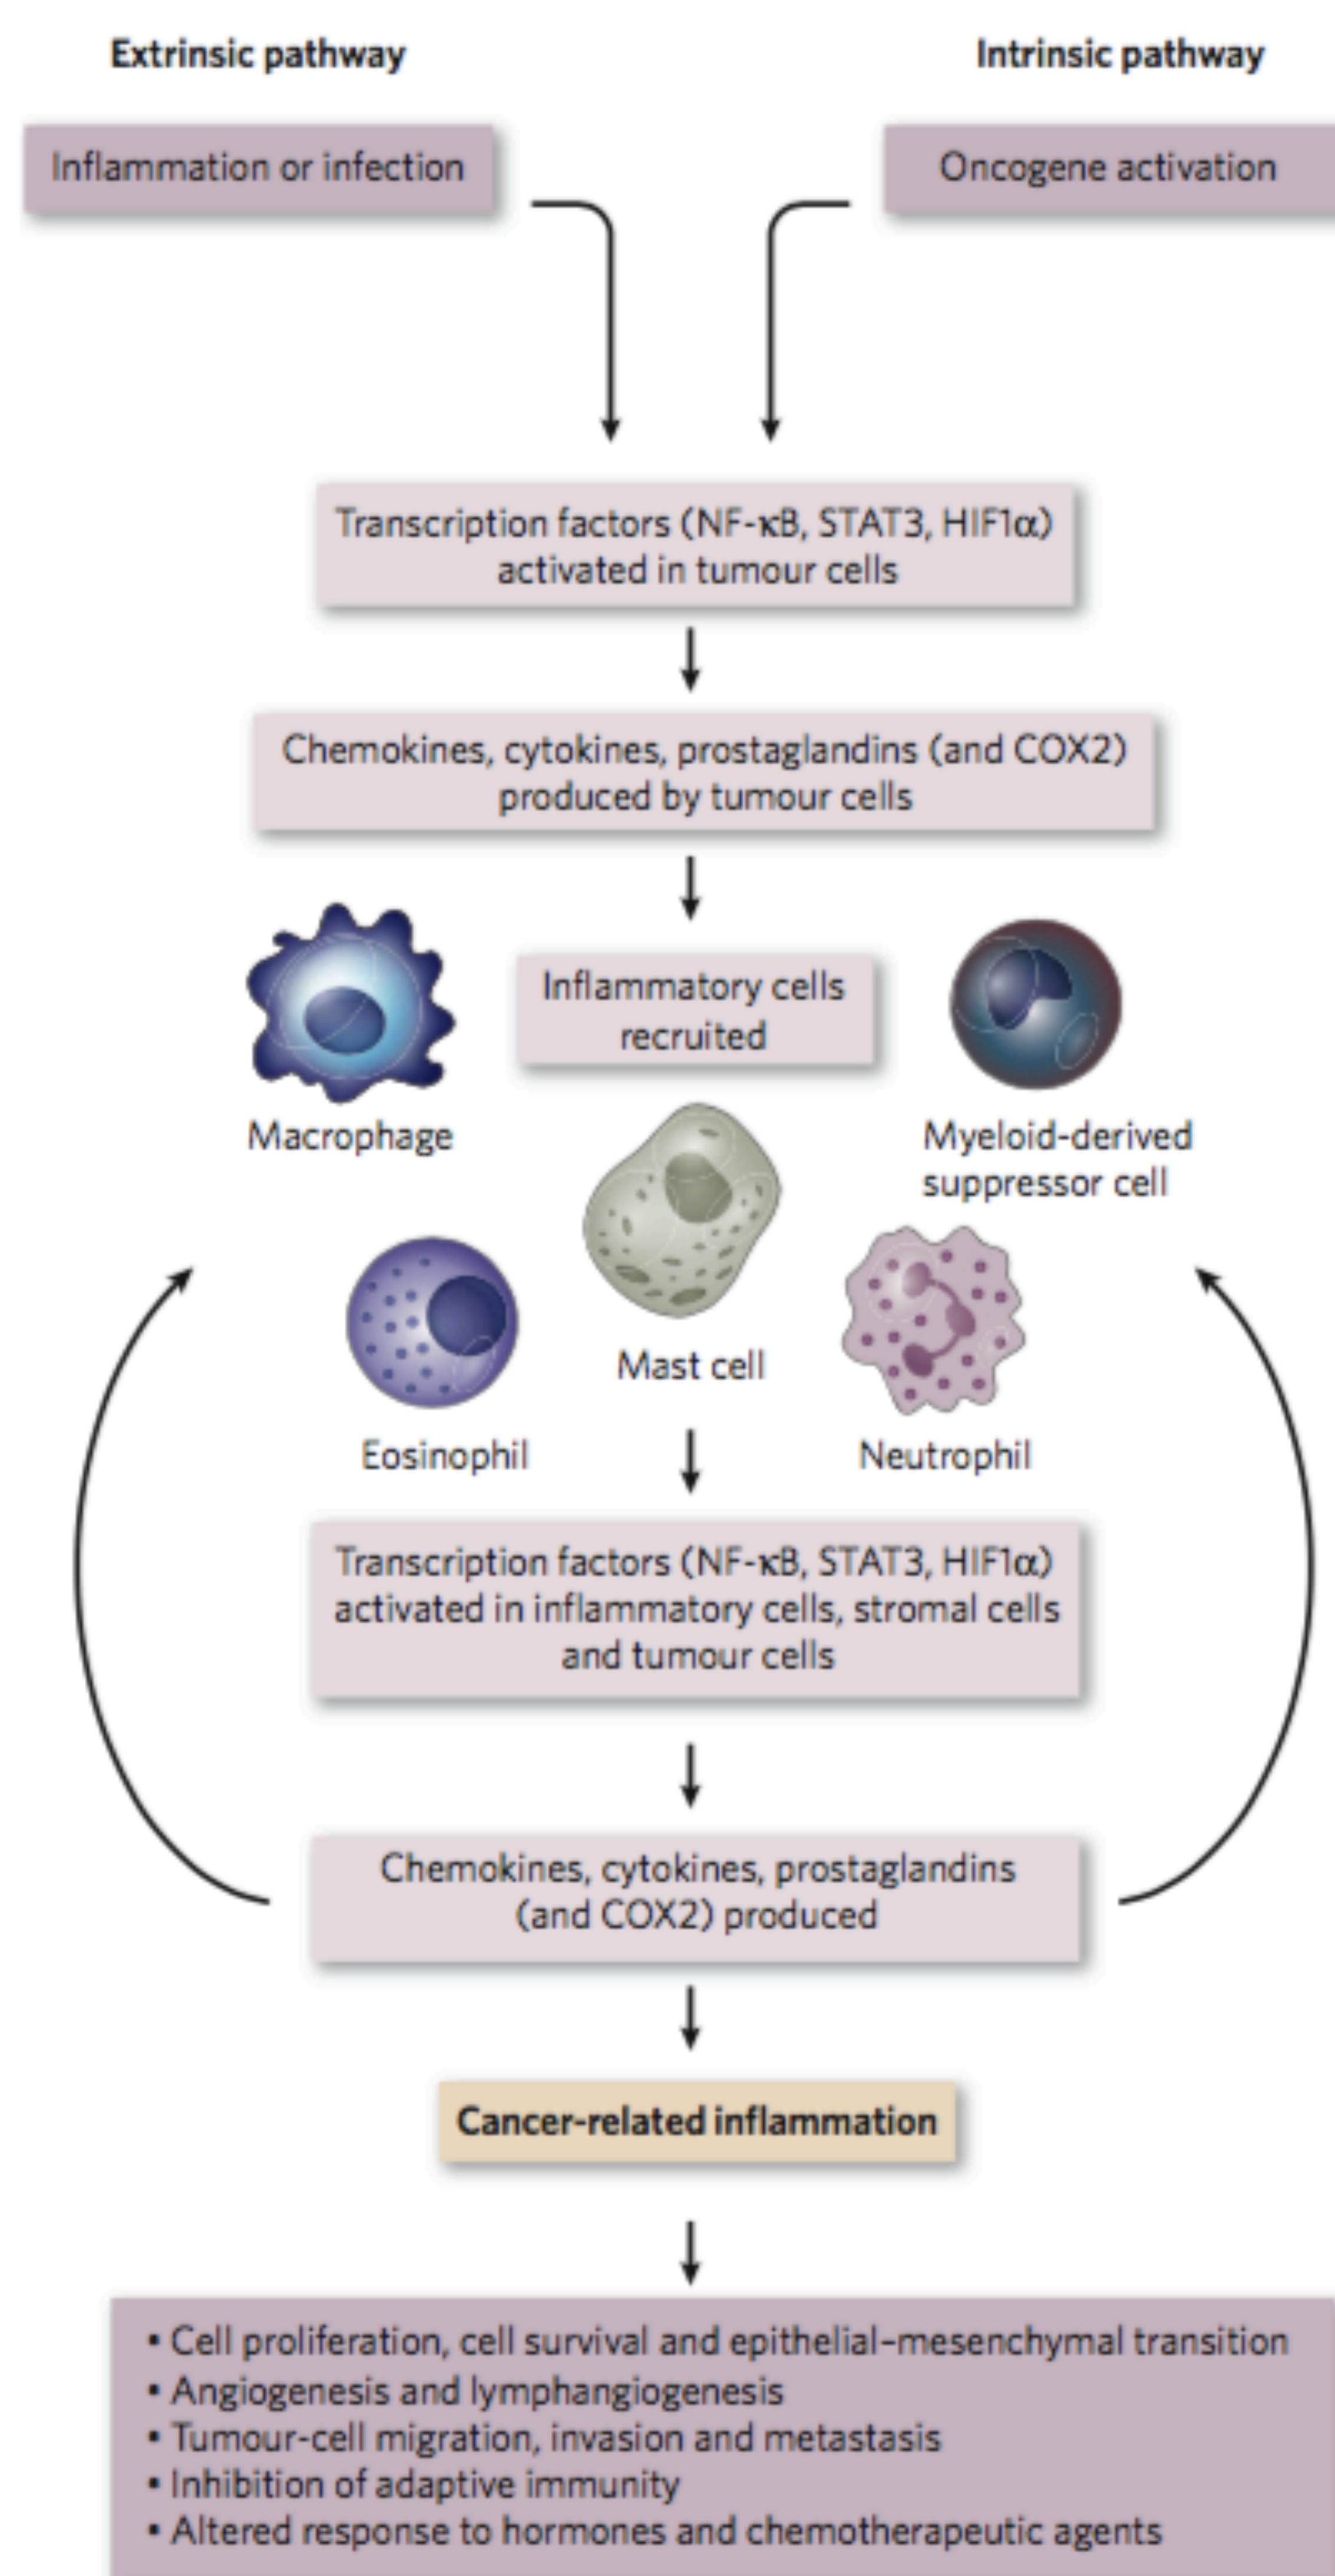 Extrinsic pathway
Intrinsic pathway
Inflammation or infection
Oncogene activation
Transcription factors (NF-κB, STAT3, HIF1α)
activated in tumour cells
Chemokines, cytokines, prostaglandins (and COX2)
produced by tumour cells
Inflammatory cells
recruited
Macrophage
Myeloid-derived
suppressor cell
Mast cell
Eosinophil
Neutrophil
Transcription factors (NF-κB, STAT3, HIF1α)
activated in inflammatory cells, stromal cells
and tumour cells
Chemokines, cytokines, prostaglandins
(and COX2) produced
Cancer-related inflammation
• Cell proliferation, cell survival and epithelial–mesenchymal transition
• Angiogenesis and lymphangiogenesis
• Tumour-cell migration, invasion and metastasis
• Inhibition of adaptive immunity
• Altered response to hormones and chemotherapeutic agents